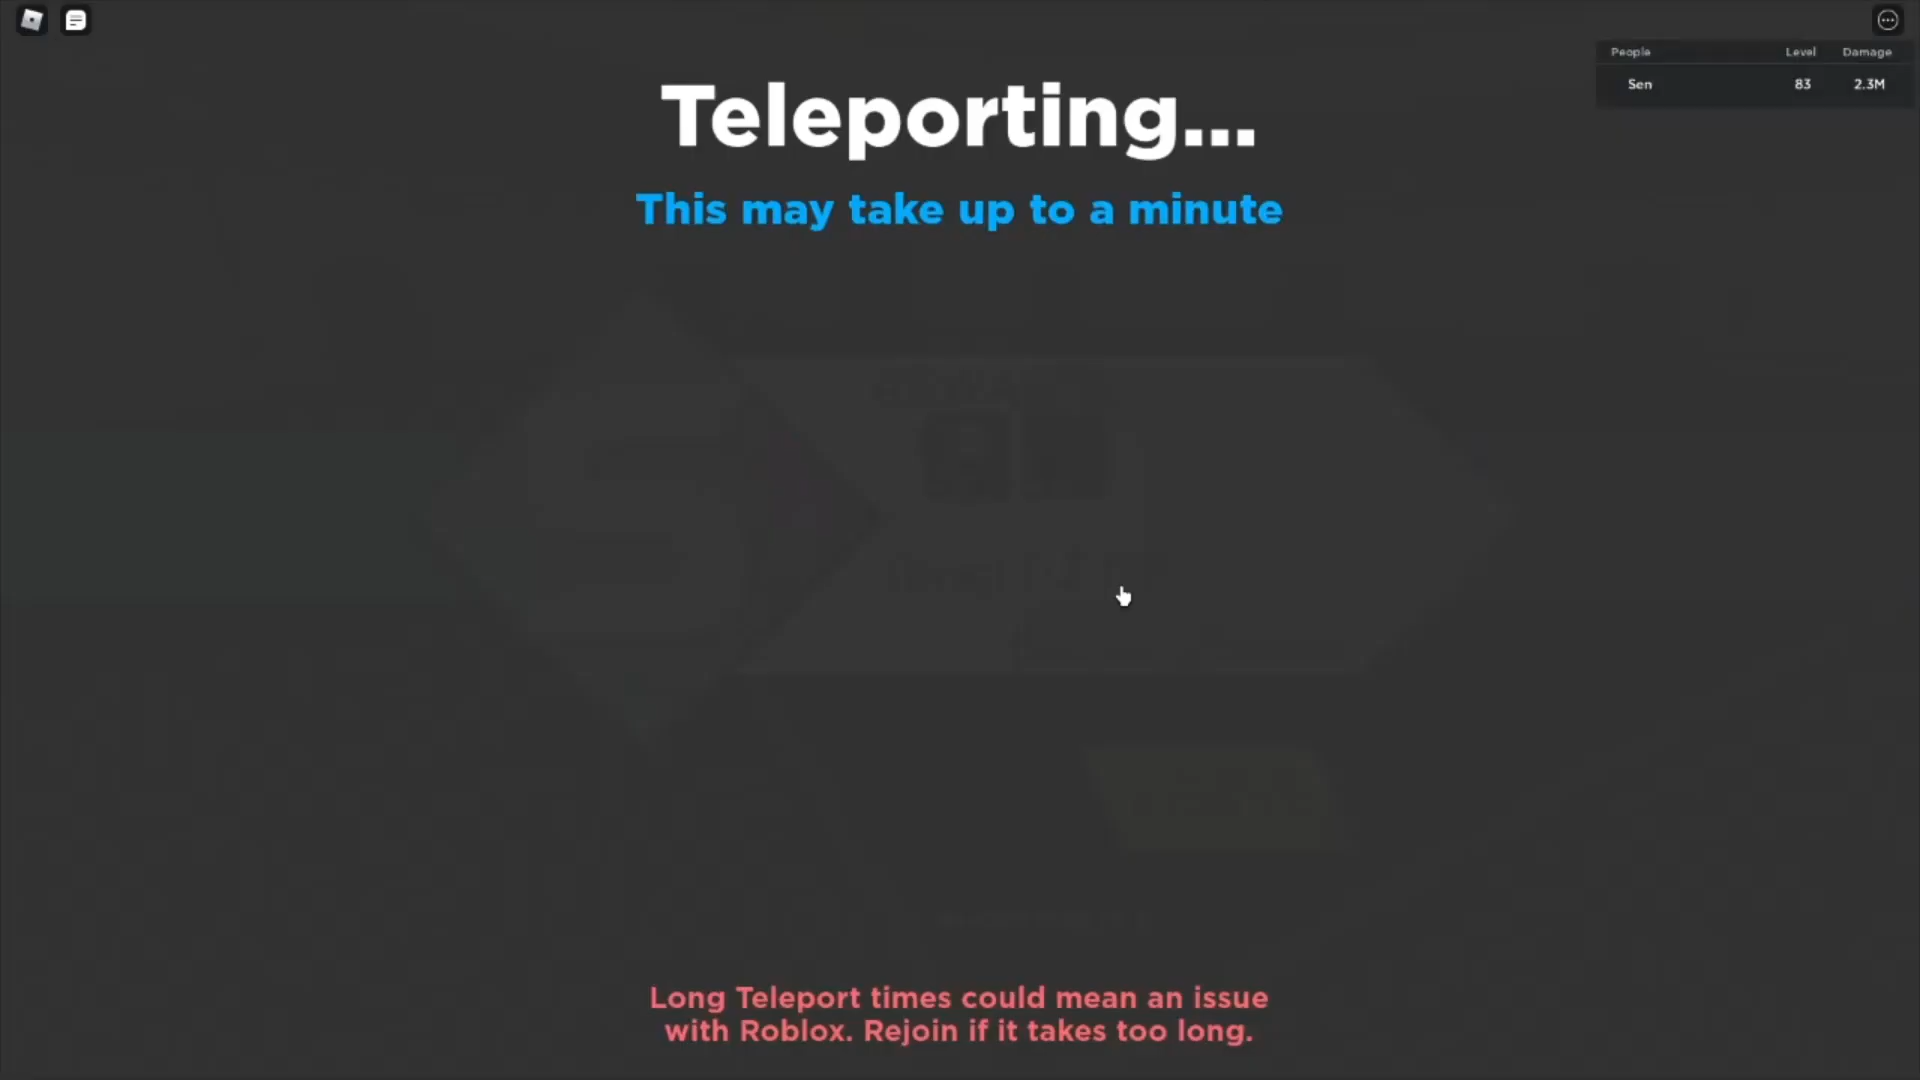 People Level Damage
Sen 83 2.3M
Teleporting...
This may take up to a minute
Long Teleport times could mean an issue
with Roblox. Rejoin if it takes too long.